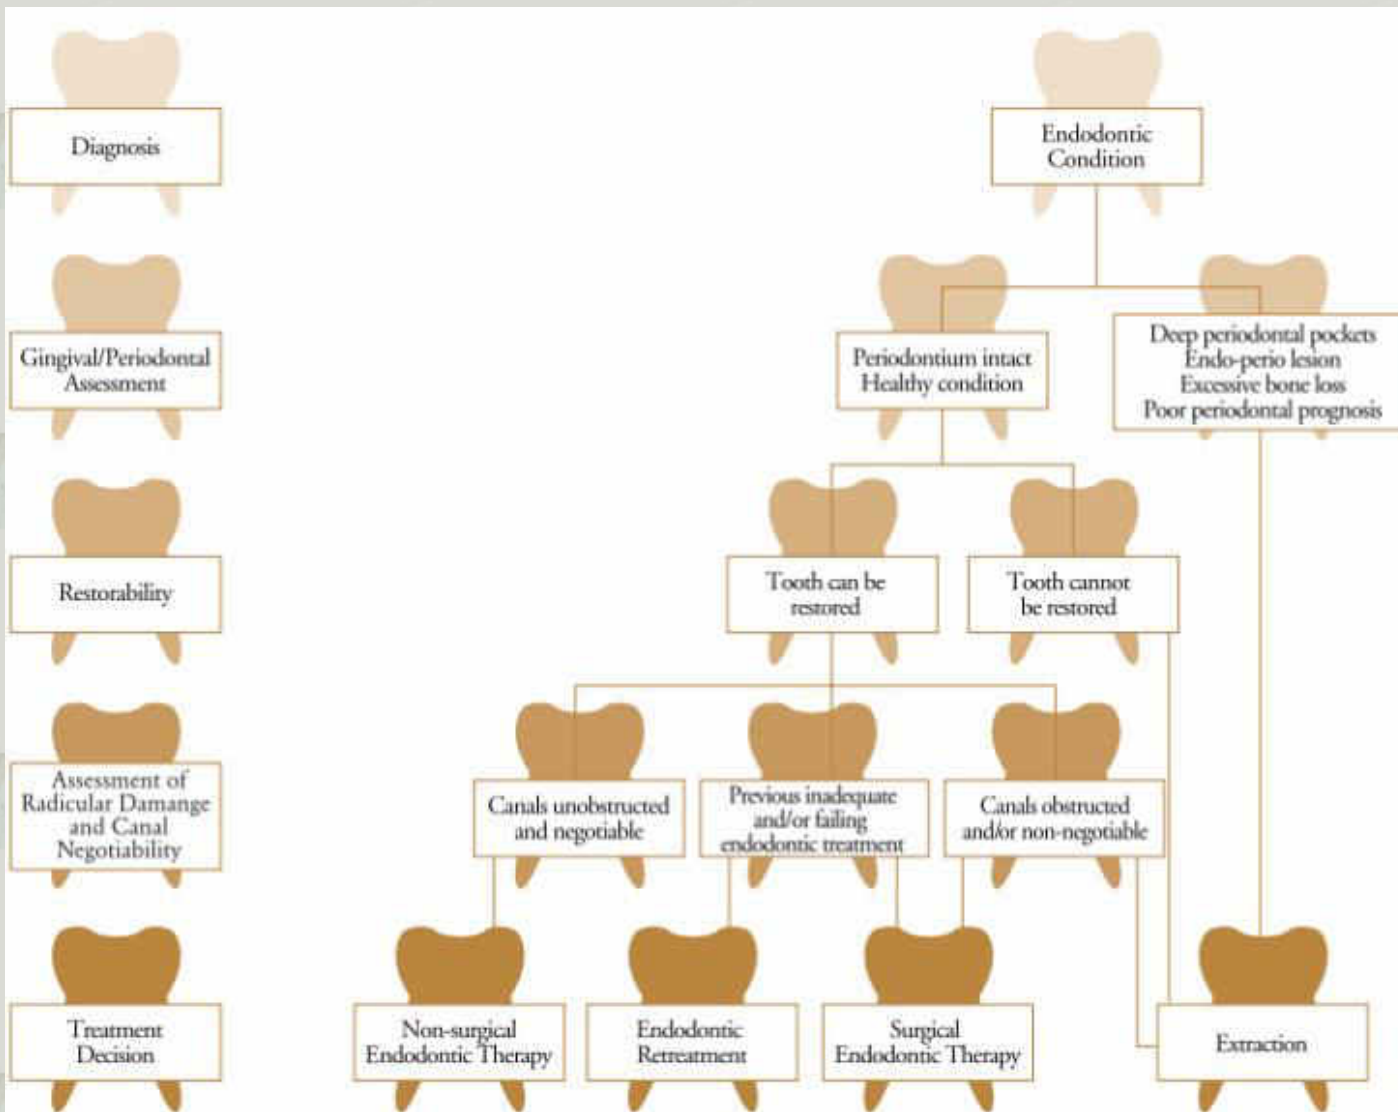 Diagnosis
Endodontic
Condition
Gingival/Periodontal
Assessment
Periodontium intact
Healthy condition
Deep periodontal pockets
Endo-perio lesion
Excessive bone loss
Poor periodontal prognosis
Restorability
Tooth can be
restored
Tooth cannot
be restored
Assessment of
Radicular Damange
and Canal
Negotiability
Canals unobstructed
and negotiable
Previous inadequate
and/or failing
endodontic treatment
Canals obstructed
and/or non-negotiable
Treatment
Decision
Non-surgical
Endodontic Therapy
Endodontic
Retreatment
Surgical
Endodontic Therapy
Extraction